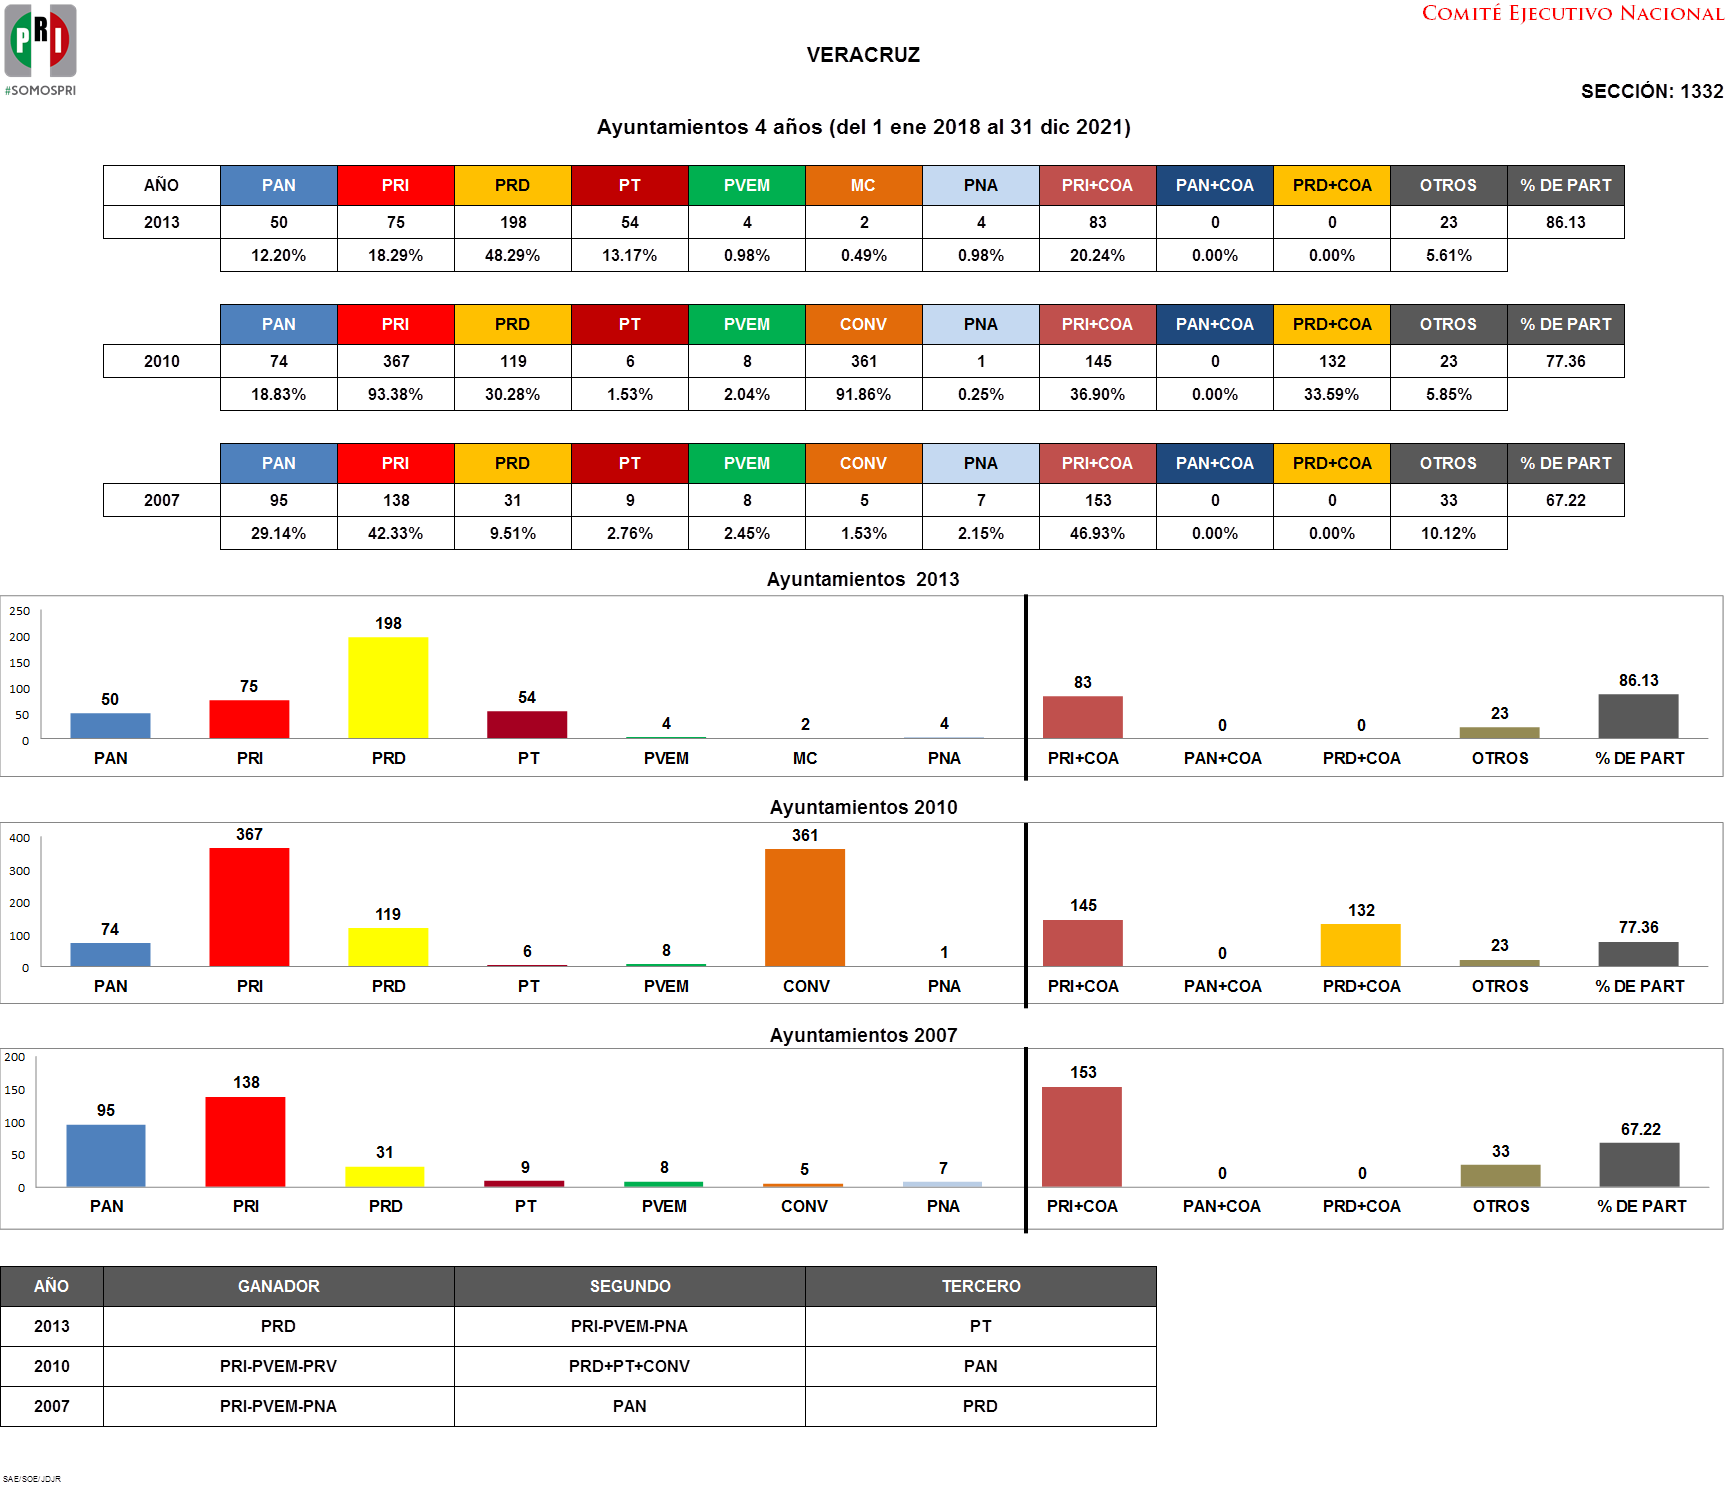 COMITÉ EJECUTIVO NACIONAL
PRI
#SOMOSPRI
VERACRUZ
SECCIÓN: 1332
Ayuntamientos 4 años (del 1 ene 2018 al 31 dic 2021)
AÑO PAN PRI PRD PT PVEM MC PNA PRI+COA PAN+COA PRD+COA OTROS % DE PART
2013 50 75 198 54 4 2 4 83 0 0 23 86.13
12.20% 18.29% 48.29% 13.17% 0.98% 0.49% 0.98% 20.24% 0.00% 0.00% 5.61%
PAN PRI PRD PT PVEM CONV PNA PRI+COA PAN+COA PRD+COA OTROS % DE PART
2010 74 367 119 6 8 361 1 145 0 132 23 77.36
18.83% 93.38% 30.28% 1.53% 2.04% 91.86% 0.25% 36.90% 0.00% 33.59% 5.85%
PAN PRI PRD PT PVEM CONV PNA PRI+COA PAN+COA PRD+COA OTROS % DE PART
2007 95 138 31 9 8 5 7 153 0 0 33 67.22
29.14% 42.33% 9.51% 2.76% 2.45% 1.53% 2.15% 46.93% 0.00% 0.00% 10.12%
Ayuntamientos 2013
250
200
150
100
50
0
50 75 198 54 4 2 4 83 0 0 23 86.13
PAN PRI PRD PT PVEM MC PNA PRI+COA PAN+COA PRD+COA OTROS % DE PART
Ayuntamientos 2010
400
300
200
100
0
74 367 119 6 8 361 1 145 0 132 23 77.36
PAN PRI PRD PT PVEM CONV PNA PRI+COA PAN+COA PRD+COA OTROS % DE PART
Ayuntamientos 2007
200
150
100
50
0
95 138 31 9 8 5 7 153 0 0 33 67.22
PAN PRI PRD PT PVEM CONV PNA PRI+COA PAN+COA PRD+COA OTROS % DE PART
AÑO GANADOR SEGUNDO TERCERO
2013 PRD PRI-PVEM-PNA PT
2010 PRI-PVEM-PRV PRD+PT+CONV PAN
2007 PRI-PVEM-PNA PAN PRD
SAE/SOE/JDJR